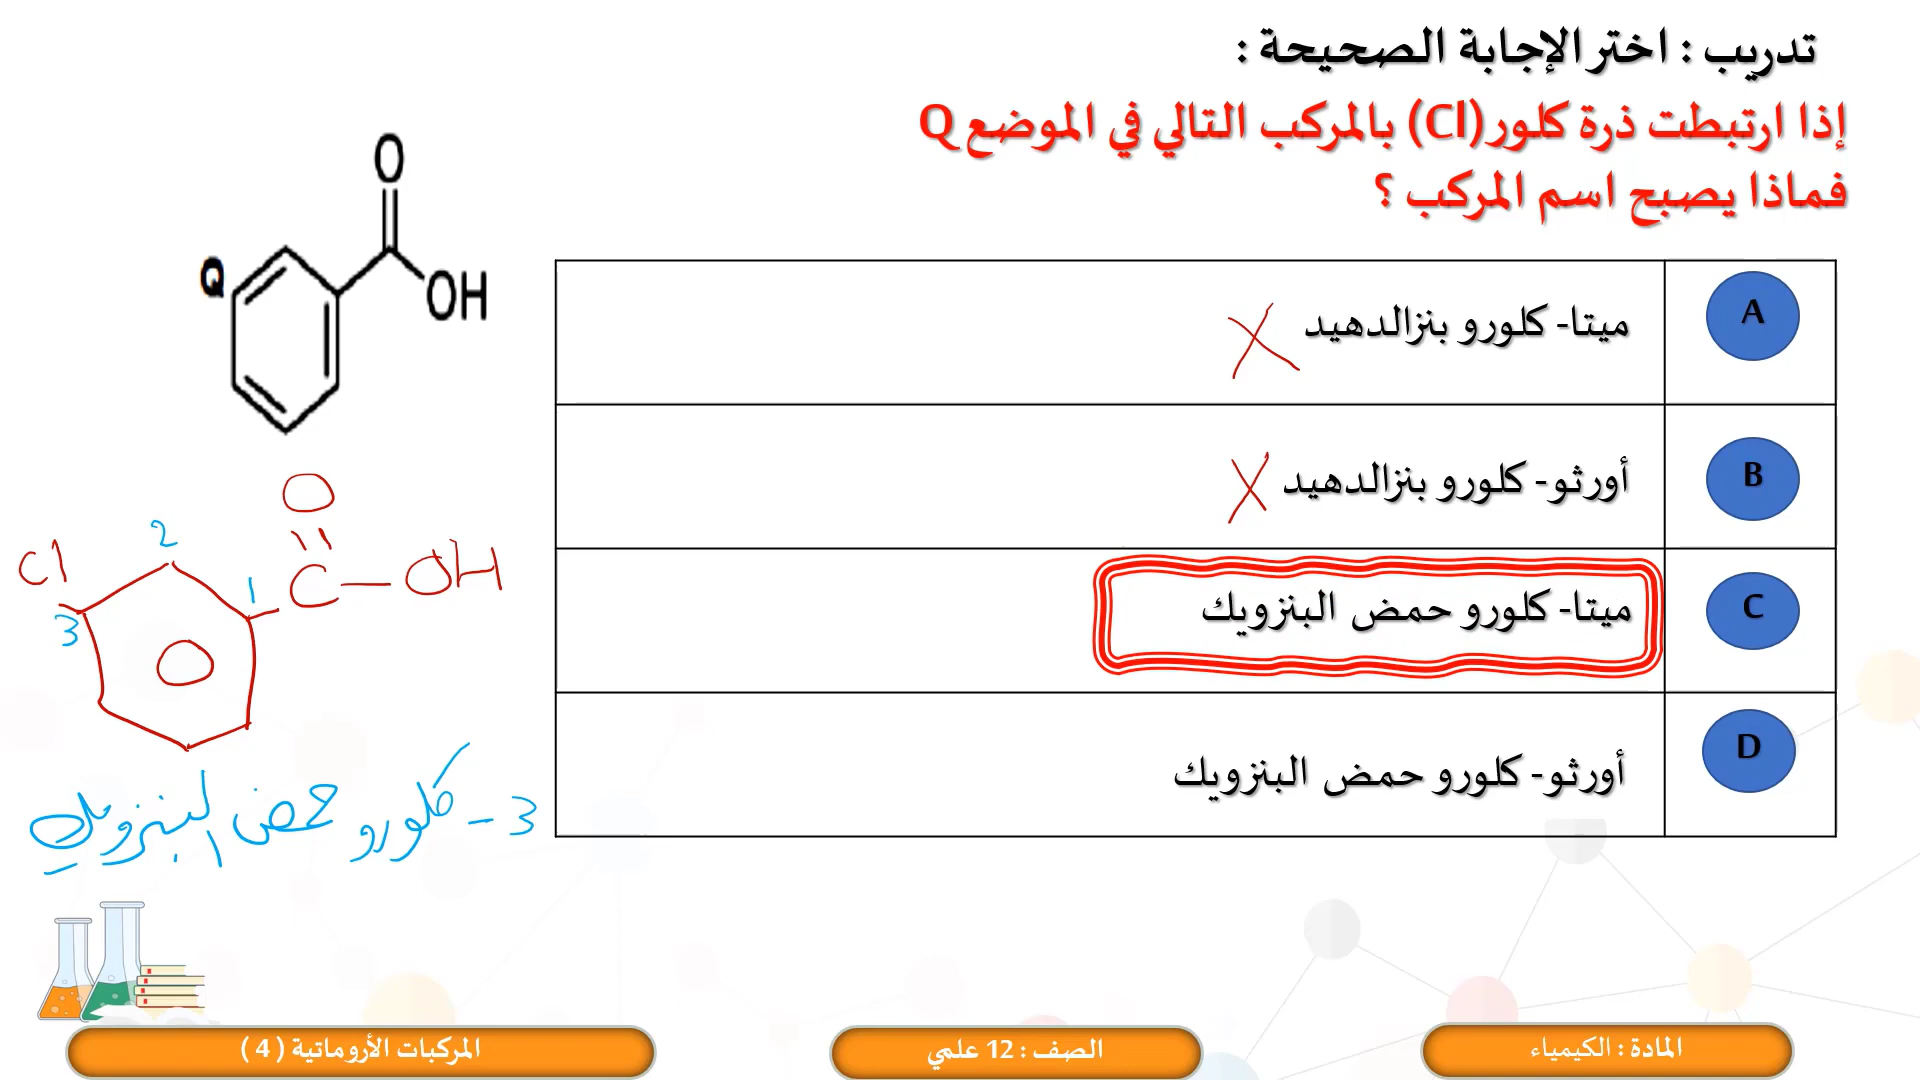 تدريب : اختر الإجابة الصحيحة :
إذا ارتبطت ذرة كلور (Cl) بالمركب التالي في الموضع Q
فماذا يصبح اسم المركب ؟
O
OH
Q
A
ميتا- كلورو بنزالدهيد X
B
أورثو- كلورو بنزالدهيد X
C
ميتا- كلورو حمض البنزويك
D
أورثو- كلورو حمض البنزويك
O
Cl 2 1 C OH
3
3 - كلورو حمض البنزويك
المادة : الكيمياء
الصف : 12 علمي
المركبات الأروماتية ( 4 )